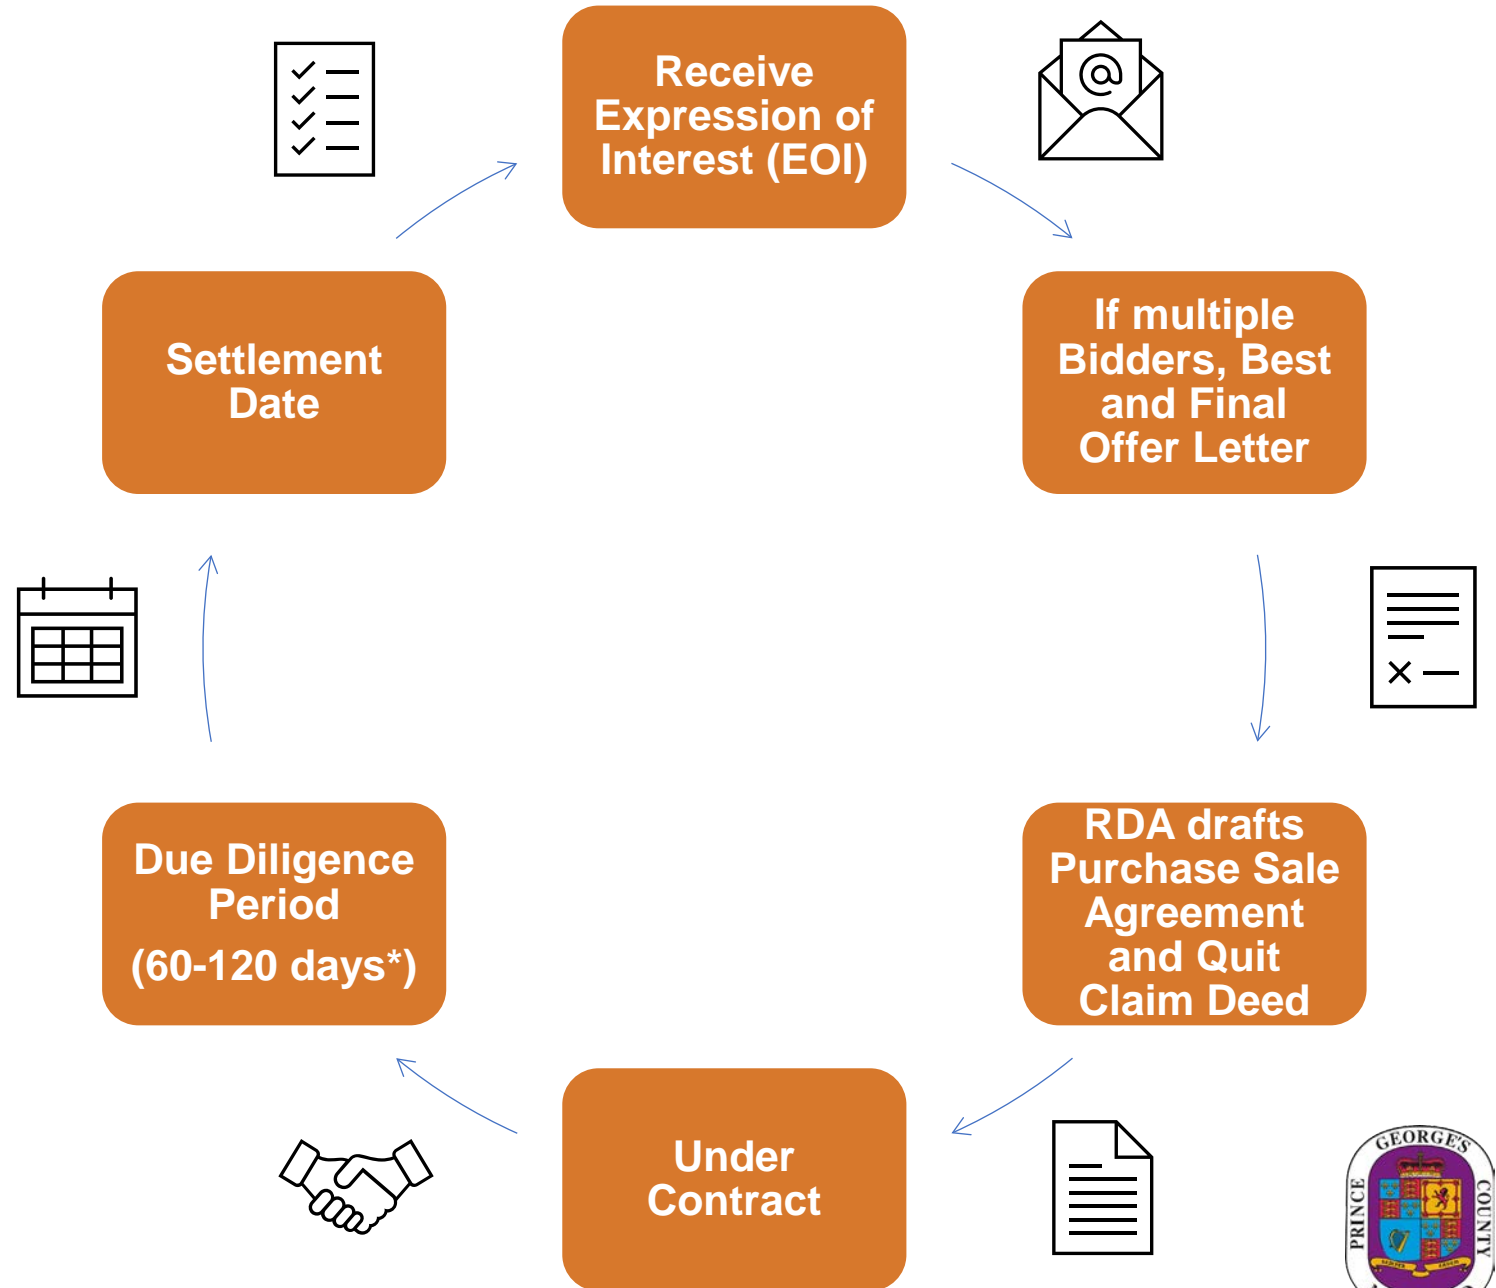 Receive
Expression of
Interest (EOI)
If multiple
Bidders, Best
and Final
Offer Letter
RDA drafts
Purchase Sale
Agreement
and Quit
Claim Deed
Under
Contract
Due Diligence
Period
(60-120 days*)
Settlement
Date
@
PRINCE GEORGE'S COUNTY